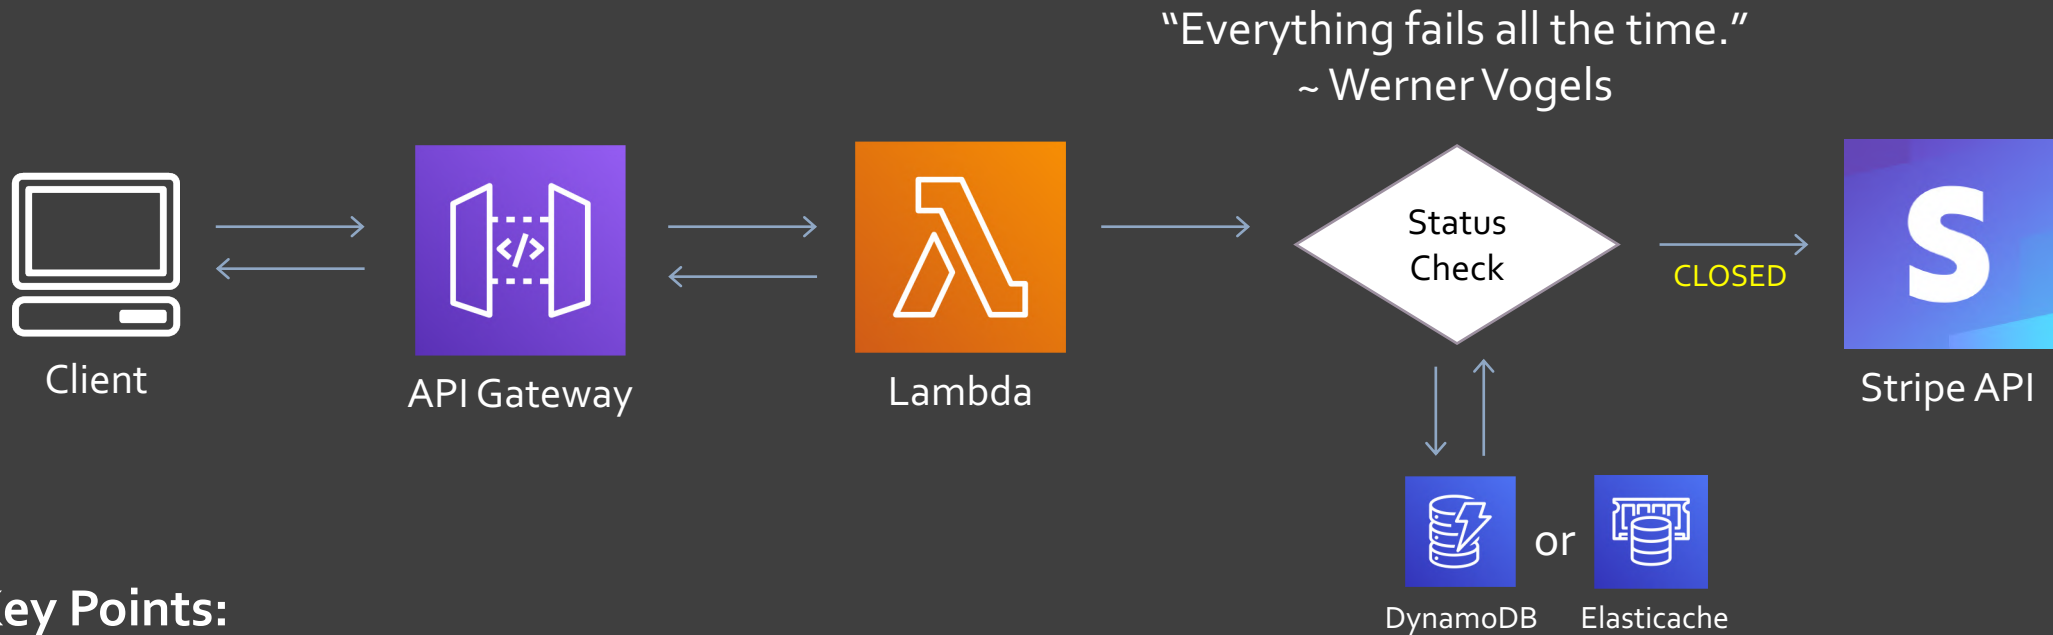 “Everything fails all the time.”
~ Werner Vogels
Status
Check
CLOSED
S
</>
Client
API Gateway
Lambda
Stripe API
or
DynamoDB
Elasticache
ey Points: